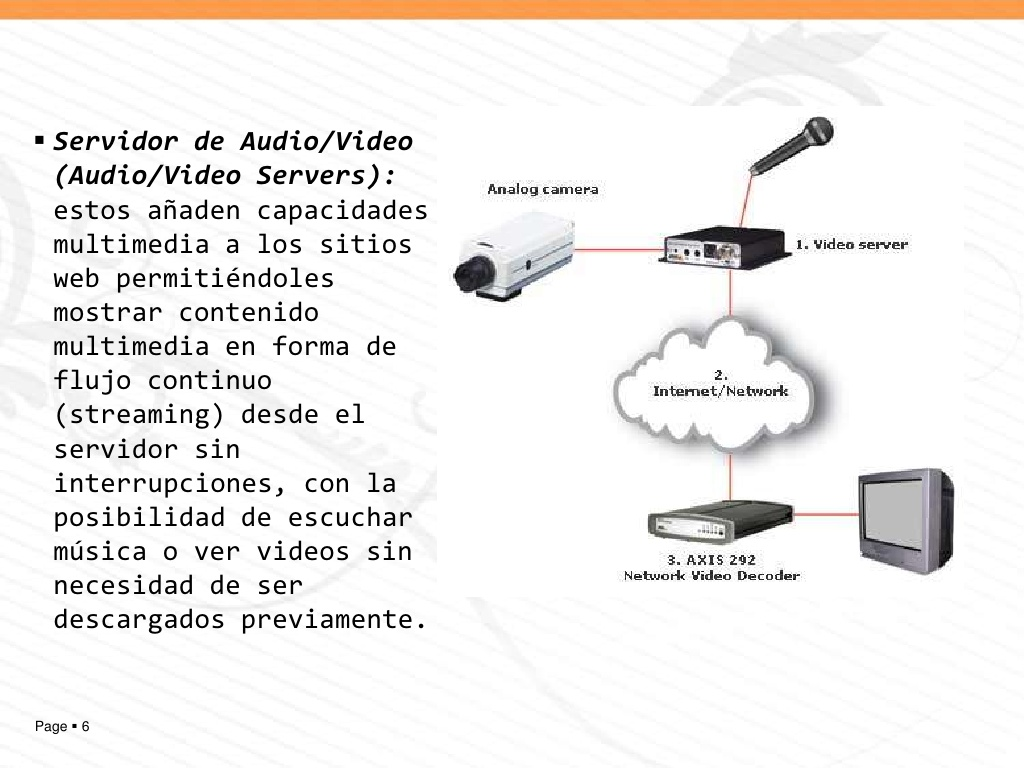 ▪ Servidor de Audio/Video
(Audio/Video Servers):
estos añaden capacidades
multimedia a los sitios
web permitiéndoles
mostrar contenido
multimedia en forma de
flujo continuo
(streaming) desde el
servidor sin
interrupciones, con la
posibilidad de escuchar
música o ver videos sin
necesidad de ser
descargados previamente.
Analog camera
1. Video server
2.
Internet/Network
3. AXIS 292
Network Video Decoder
Page ▪ 6